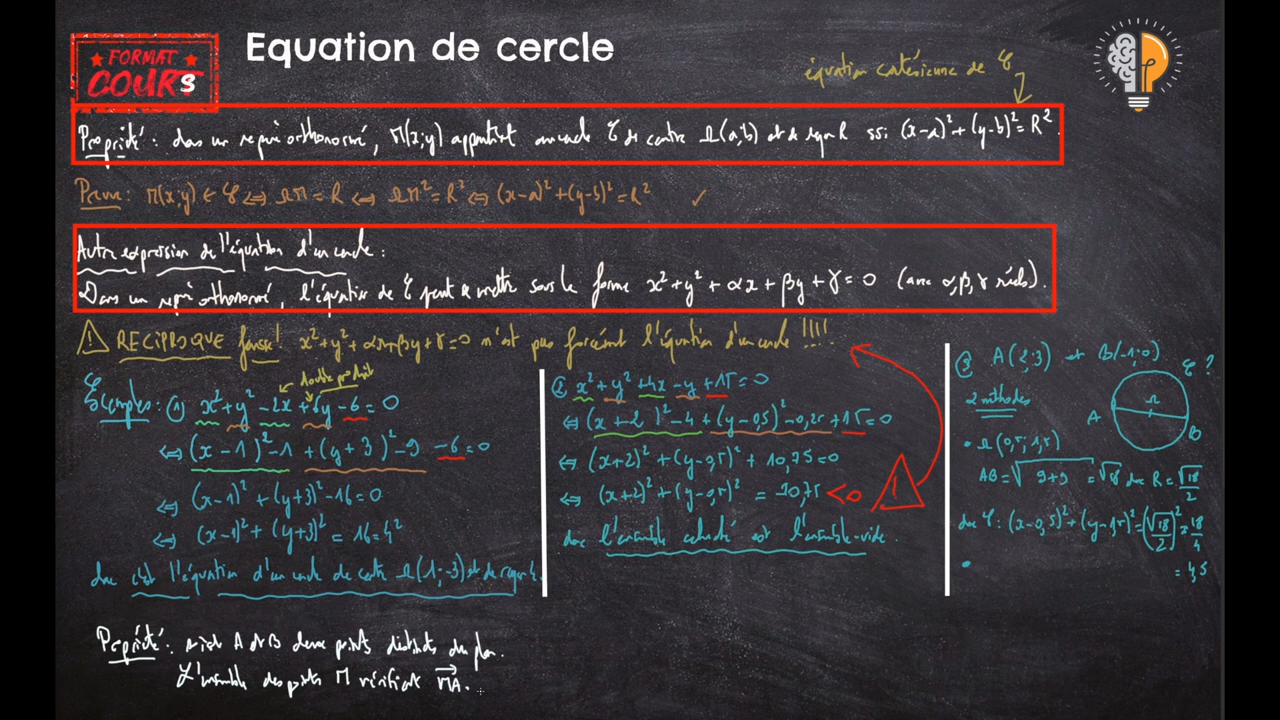 FORMAT
COURS
Equation de cercle
équation cartésienne de 𝒞
Propriété : dans un repère orthonormé, M(x;y) appartient au cercle 𝒞 de centre Ω(a;b) et de rayon R ssi (x-a)²+(y-b)²=R².
Preuve : M(x;y) ∈ 𝒞 ⇔ ΩM = R ⇔ ΩM² = R² ⇔ (x-a)²+(y-b)²=R² ✓
Autre expression de l'équation d'un cercle :
Dans un repère orthonormé, l'équation de 𝒞 peut se mettre sous la forme x²+y²+αx+βy+γ=0 (avec α,β,γ réels).
⚠ RECIPROQUE fausse! x²+y²+αx+βy+γ=0 n'est pas forcément l'équation d'un cercle !!!!
double produit
Exemples : ① x²+y²-2x+6y-6=0
⇔ (x-1)²-1+(y+3)²-9-6=0
⇔ (x-1)²+(y+3)²-16=0
⇔ (x-1)²+(y+3)²=16=4²
donc c'est l'équation d'un cercle de centre Ω(1;-3) et de rayon 4.
② x²+y²+4x-y+15=0
⇔ (x+2)²-4+(y-0,5)²-0,25+15=0
⇔ (x+2)²+(y-0,5)²+10,75=0
⇔ (x+2)²+(y-0,5)²=-10,75<0
!
donc l'ensemble cherché est l'ensemble-vide.
③ A(2;3) et B(-1;0)
𝒞 ?
2 méthodes
Ω
A
B
• Ω(0,5;1,5)
AB=√9+9=√18 donc R=√18/2
donc 𝒞 : (x-0,5)²+(y-1,5)²=(√18/2)²=18/4
=4,5
•
Propriété : soient A et B deux points distincts du plan.
L'ensemble des points M vérifiant MA.